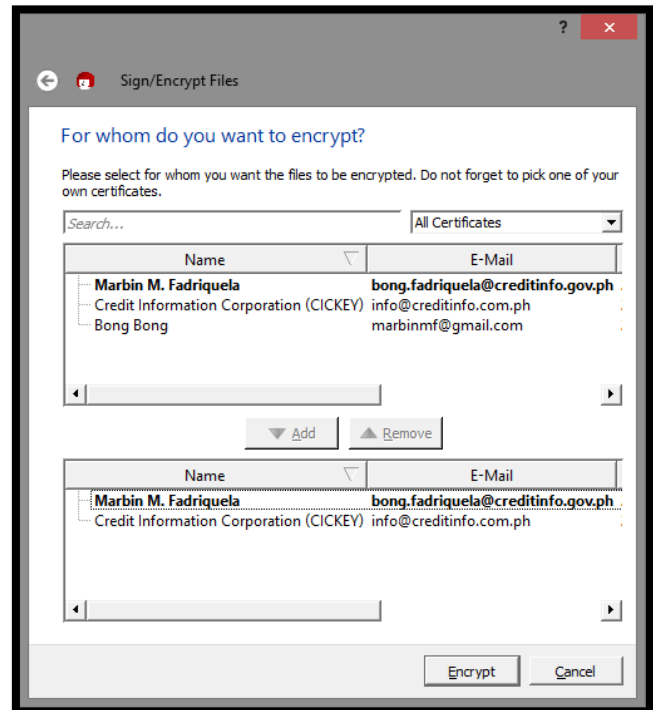 ?
Sign/Encrypt Files
For whom do you want to encrypt?
Please select for whom you want the files to be encrypted. Do not forget to pick one of your
own certificates.
Search...
All Certificates
Name E-Mail
Marbin M. Fadriquela bong.fadriquela@creditinfo.gov.ph
Credit Information Corporation (CICKEY) info@creditinfo.com.ph
Bong Bong marbinmf@gmail.com
Add Remove
Name E-Mail
Marbin M. Fadriquela bong.fadriquela@creditinfo.gov.ph
Credit Information Corporation (CICKEY) info@creditinfo.com.ph
Encrypt Cancel